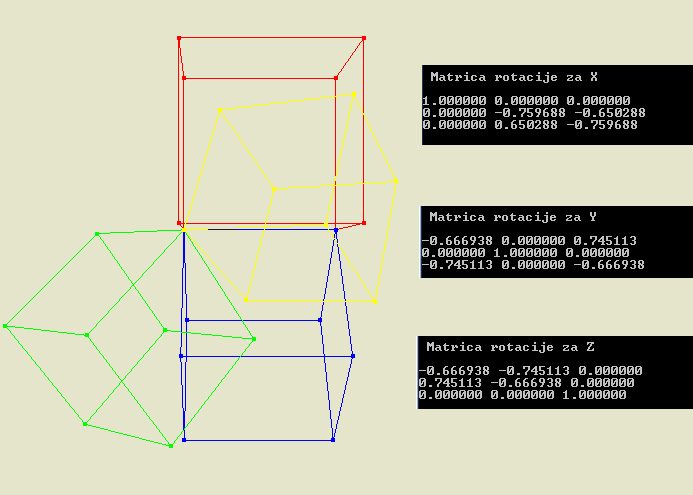 Matrica rotacije za X
1.000000 0.000000 0.000000
0.000000 -0.759688 -0.650288
0.000000 0.650288 -0.759688
Matrica rotacije za Y
-0.666938 0.000000 0.745113
0.000000 1.000000 0.000000
-0.745113 0.000000 -0.666938
Matrica rotacije za Z
-0.666938 -0.745113 0.000000
0.745113 -0.666938 0.000000
0.000000 0.000000 1.000000